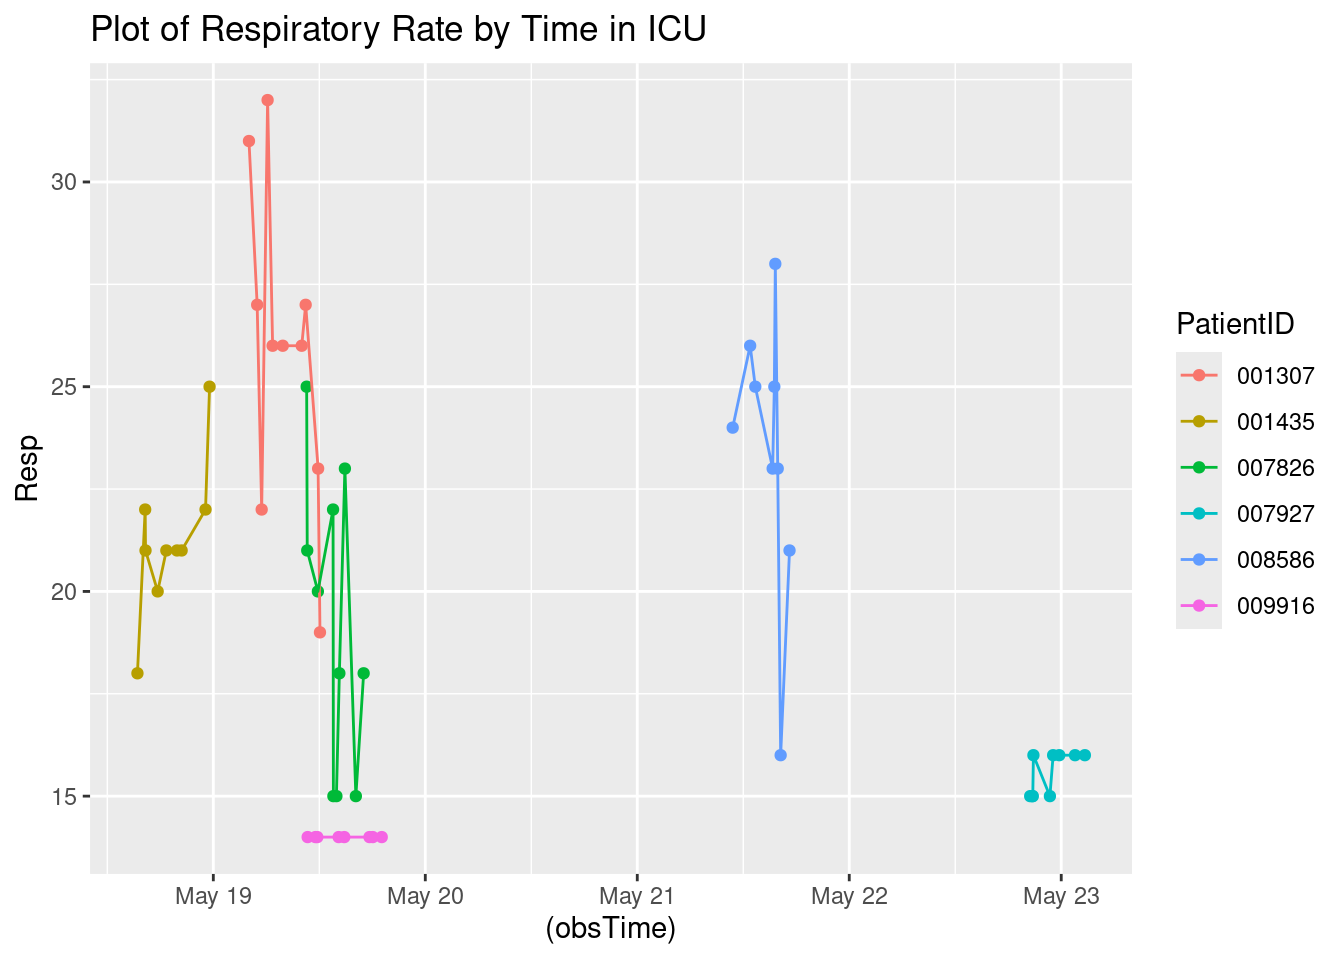 Plot of Respiratory Rate by Time in ICU
30
25
20
15
Resp
May 19
May 20
May 21
May 22
May 23
(obsTime)
PatientID
001307
001435
007826
007927
008586
009916